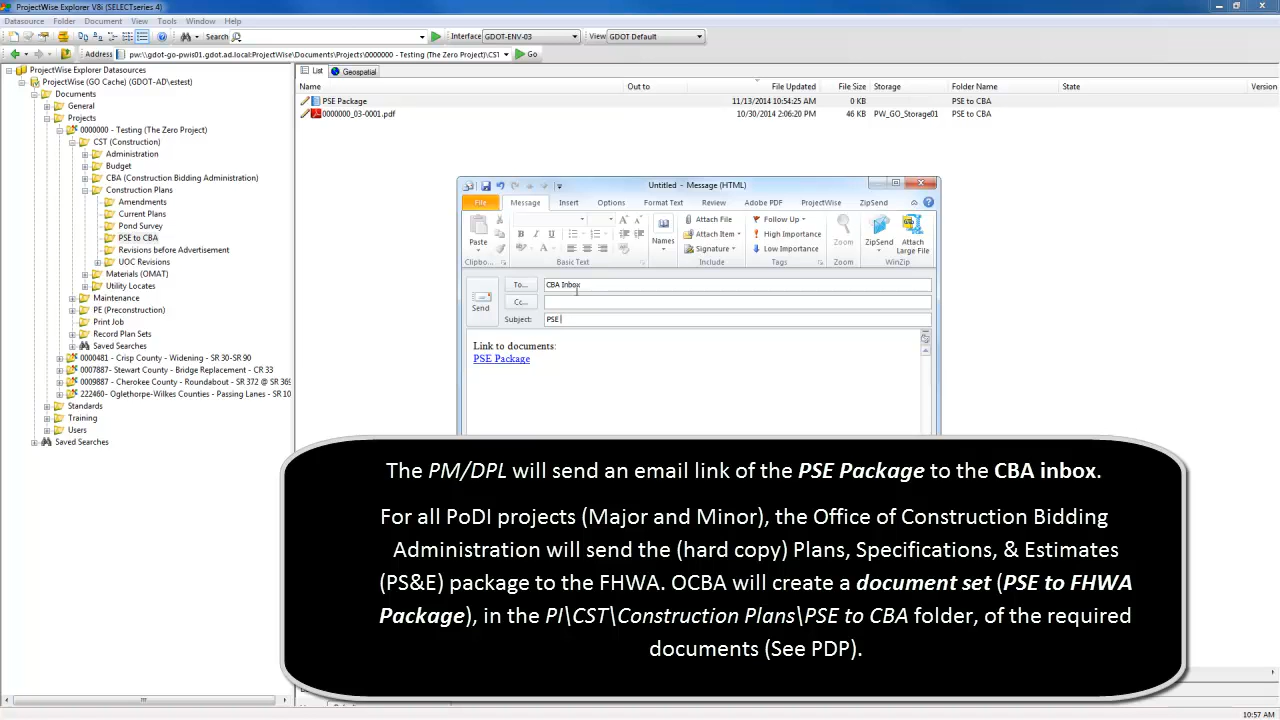 ProjectWise Explorer V8i (SELECTseries 4)
Datasource Folder Document View Tools Window Help
Search Interface GDOT-ENV-03 View GDOT Default
Address pw:\\gdot-go-pwis01.gdot.ad.local:ProjectWise\Documents\Projects\0000000 - Testing (The Zero Project)\CST Go
ProjectWise Explorer Datasources
ProjectWise (GO Cache) (GDOT-AD\estest)
Documents
General
Projects
0000000 - Testing (The Zero Project)
CST (Construction)
Administration
Budget
CBA (Construction Bidding Administration)
Construction Plans
Amendments
Current Plans
Pond Survey
PSE to CBA
Revisions before Advertisement
UOC Revisions
Materials (OMAT)
Utility Locates
Maintenance
PE (Preconstruction)
Print Job
Record Plan Sets
Saved Searches
0000481 - Crisp County - Widening - SR 30-SR 90
0007887- Stewart County - Bridge Replacement - CR 33
0009887 - Cherokee County - Roundabout - SR 372 @ SR 369
222460- Oglethorpe-Wilkes Counties - Passing Lanes - SR 10
Standards
Training
Users
Saved Searches
List Geospatial
Name Out to File Updated File Size Storage Folder Name State Version
PSE Package 11/13/2014 10:54:25 AM 0 KB PSE to CBA
0000000_03-0001.pdf 10/30/2014 2:06:20 PM 46 KB PW_GO_Storage01 PSE to CBA
Untitled - Message (HTML)
File Message Insert Options Format Text Review Adobe PDF ProjectWise ZipSend
Paste
B I U
Names
Attach File
Attach Item
Signature
Follow Up
High Importance
Low Importance
Zoom
ZipSend
Attach
Large File
Clipbo... Basic Text Include Tags Zoom WinZip
Send
To... CBA Inbox
Cc...
Subject: PSE
Link to documents:
PSE Package
The PM/DPL will send an email link of the PSE Package to the CBA inbox.
For all PoDI projects (Major and Minor), the Office of Construction Bidding
Administration will send the (hard copy) Plans, Specifications, & Estimates
(PS&E) package to the FHWA. OCBA will create a document set (PSE to FHWA
Package), in the PI\CST\Construction Plans\PSE to CBA folder, of the required
documents (See PDP).
10:57 AM